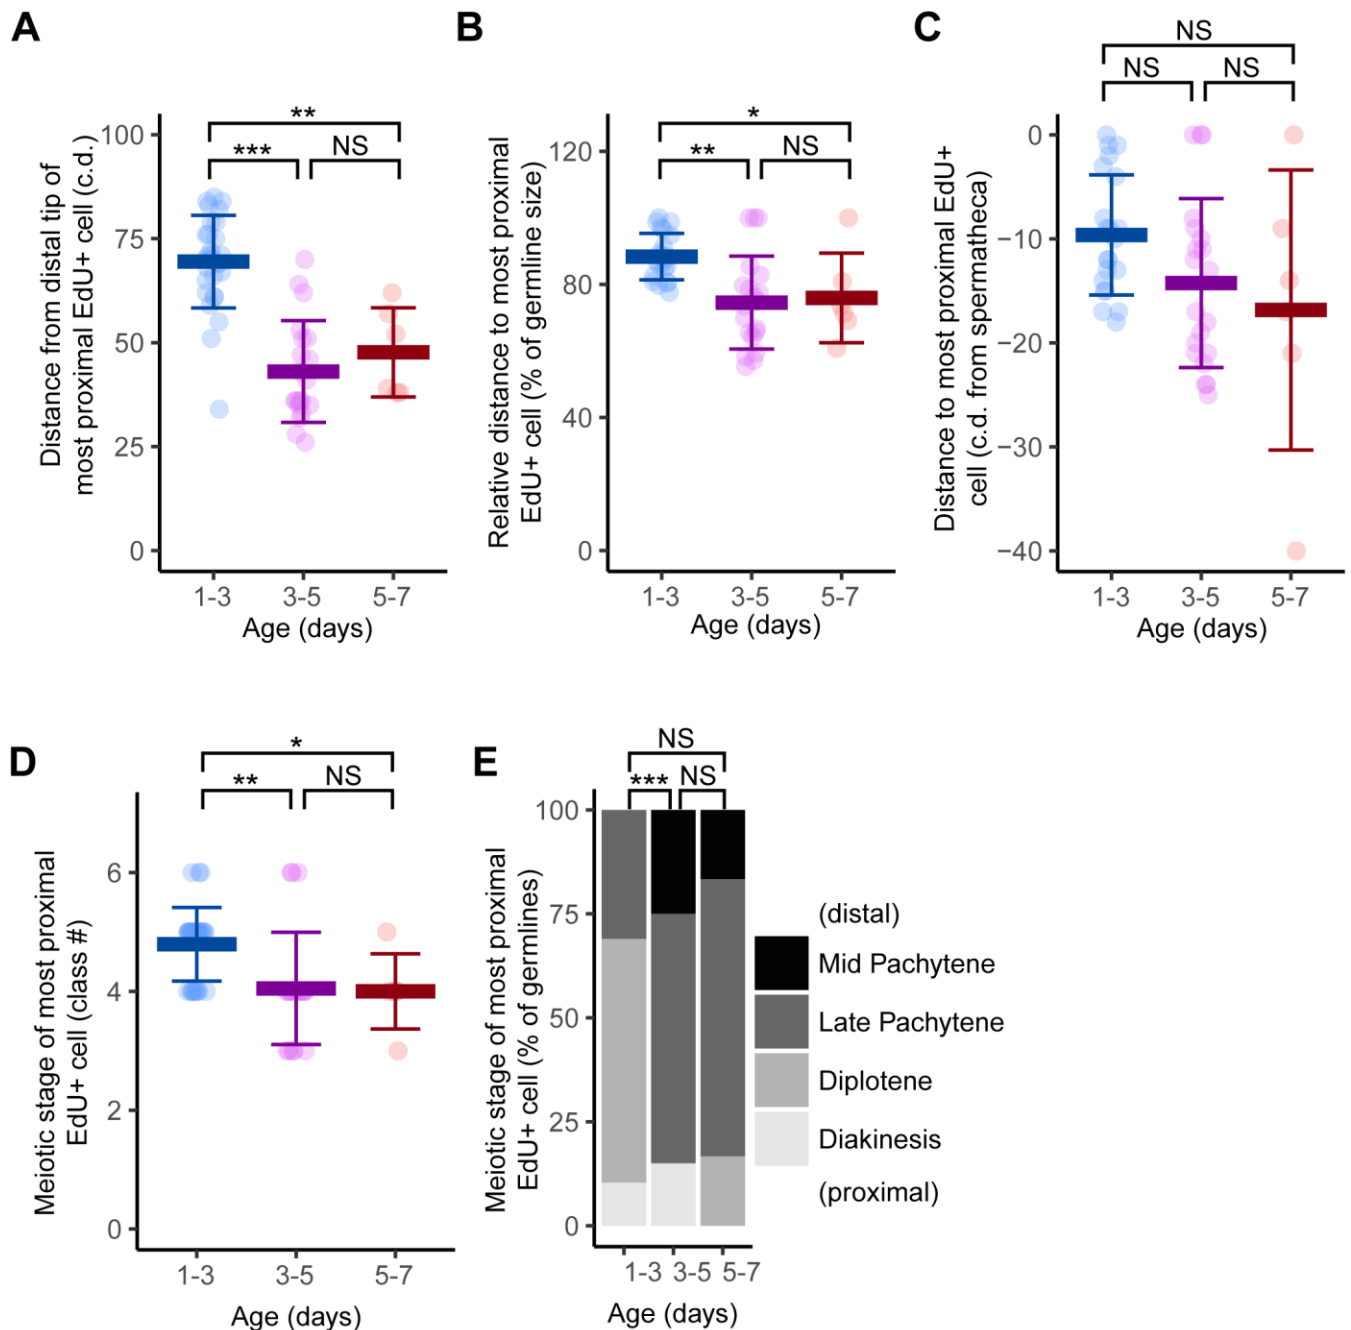 A
Distance from distal tip of
most proximal EdU+ cell (c.d.)
100
75
50
25
0
**
***
NS
1-3
3-5
5-7
Age (days)
B
Relative distance to most proximal
EdU+ cell (% of germline size)
120
80
40
0
*
**
NS
1-3
3-5
5-7
Age (days)
C
Distance to most proximal EdU+
cell (c.d. from spermatheca)
0
−10
−20
−30
−40
NS
NS
NS
1-3
3-5
5-7
Age (days)
D
Meiotic stage of most proximal
EdU+ cell (class #)
6
4
2
0
*
**
NS
1-3
3-5
5-7
Age (days)
E
Meiotic stage of most proximal
EdU+ cell (% of germlines)
100
75
50
25
0
NS
***
NS
1-3
3-5
5-7
Age (days)
(distal)
Mid Pachytene
Late Pachytene
Diplotene
Diakinesis
(proximal)